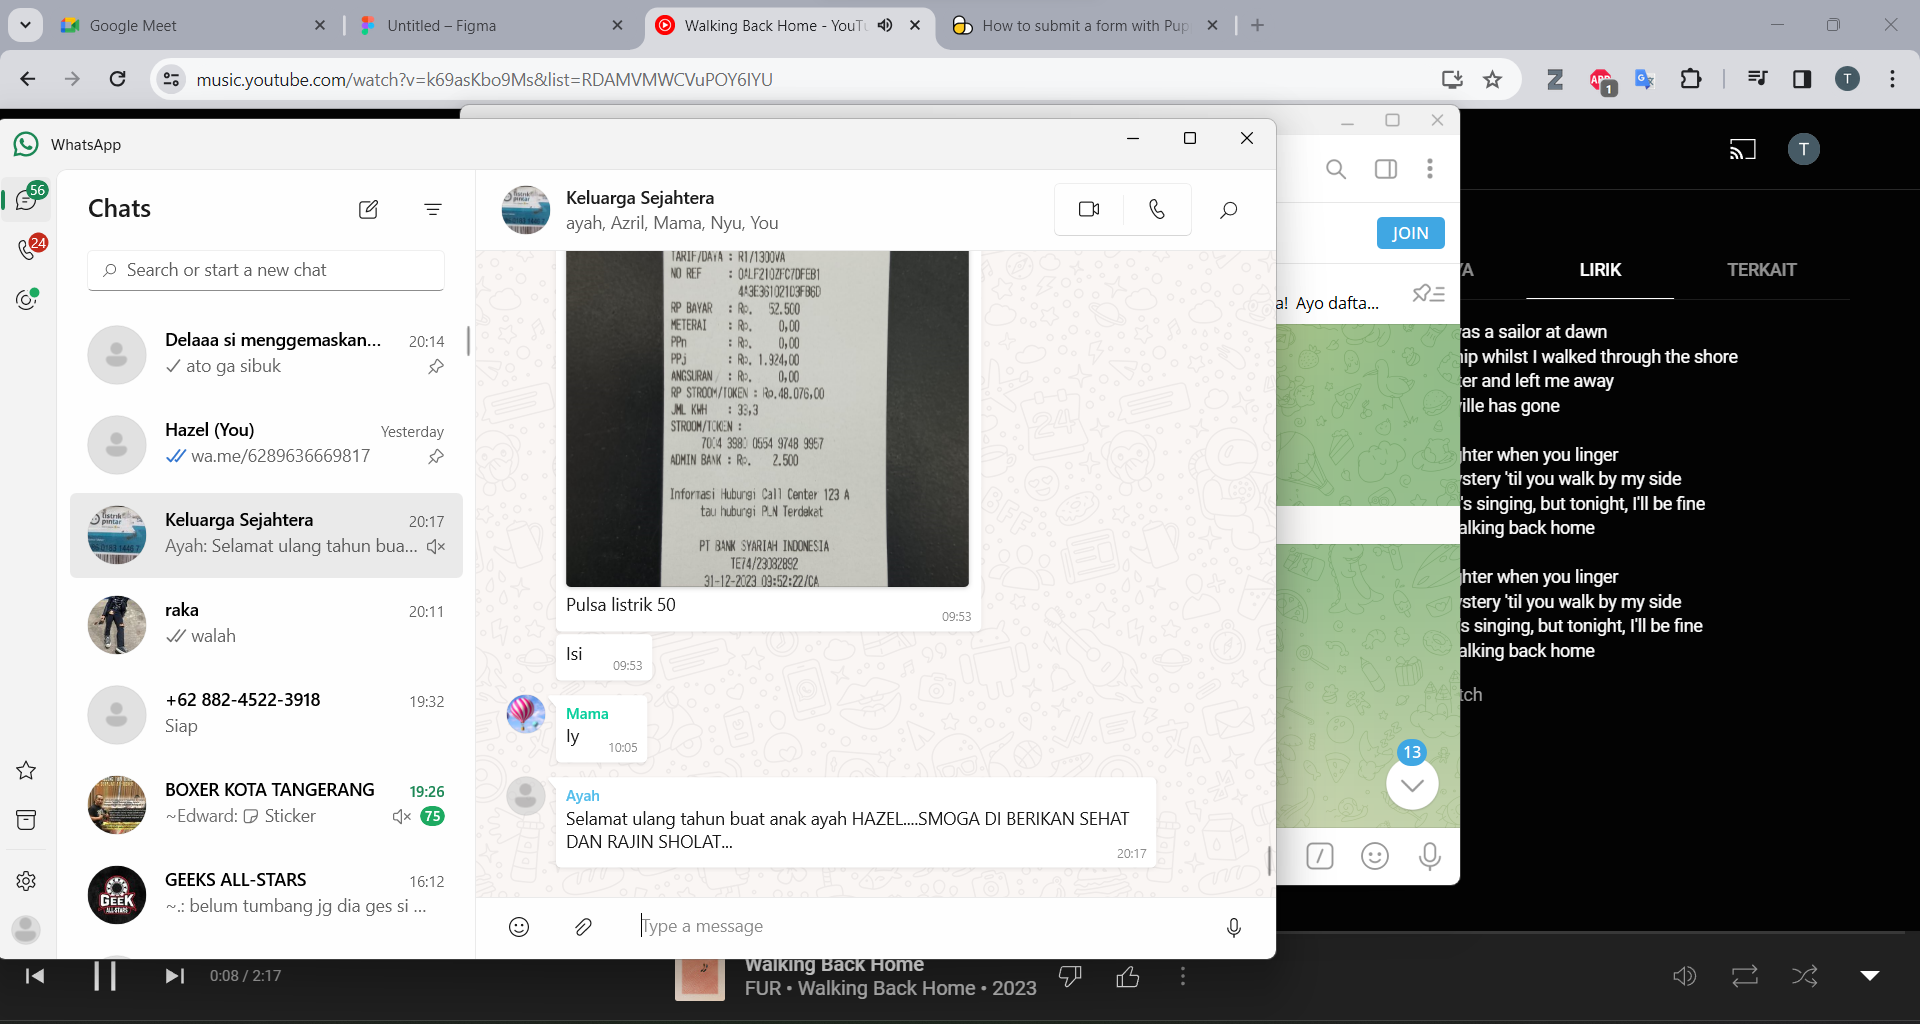 Google Meet
Untitled – Figma
Walking Back Home - YouTu
How to submit a form with Pup
music.youtube.com/watch?v=k69asKbo9Ms&list=RDAMVMWCVuPOY6IYU
ABP
1
T
WhatsApp
T
56
24
Chats
Search or start a new chat
Delaaa si menggemaskan... 20:14
ato ga sibuk
Hazel (You) Yesterday
wa.me/6289636669817
Keluarga Sejahtera 20:17
Ayah: Selamat ulang tahun bua...
raka 20:11
walah
+62 882-4522-3918 19:32
Siap
BOXER KOTA TANGERANG 19:26
~Edward: Sticker 75
GEEKS ALL-STARS 16:12
~.: belum tumbang jg dia ges si ...
listrik
pintar
GEEK
ALL-STARS
Keluarga Sejahtera
ayah, Azril, Mama, Nyu, You
TARIF/DAYA : R1/1300VA
NO REF : 0ALF210ZFC7DFEB1
4A3E36102103FB6D
RP BAYAR : Rp. 52.500
METERAI : Rp. 0,00
PPn : Rp. 0,00
PPJ : Rp. 1.924,00
ANGSURAN : Rp. 0,00
RP STROOM/TOKEN : Rp.48.076,00
JML KWH : 33,3
STROOM/TOKEN :
7004 3980 0554 9748 9957
ADMIN BANK : Rp. 2.500
Informasi Hubungi Call Center 123 A
tau hubungi PLN Terdekat
PT BANK SYARIAH INDONESIA
TE74/23082892
31-12-2023 09:52:22/CA
Pulsa listrik 50
09:53
Isi
09:53
Mama
Iy
10:05
Ayah
Selamat ulang tahun buat anak ayah HAZEL....SMOGA DI BERIKAN SEHAT
DAN RAJIN SHOLAT...
20:17
Type a message
JOIN
a! Ayo dafta...
13
YA
LIRIK
TERKAIT
as a sailor at dawn
ip whilst I walked through the shore
er and left me away
ille has gone
hter when you linger
stery 'til you walk by my side
's singing, but tonight, I'll be fine
alking back home
hter when you linger
stery 'til you walk by my side
s singing, but tonight, I'll be fine
alking back home
tch
0:08 / 2:17
Walking Back Home
FUR • Walking Back Home • 2023